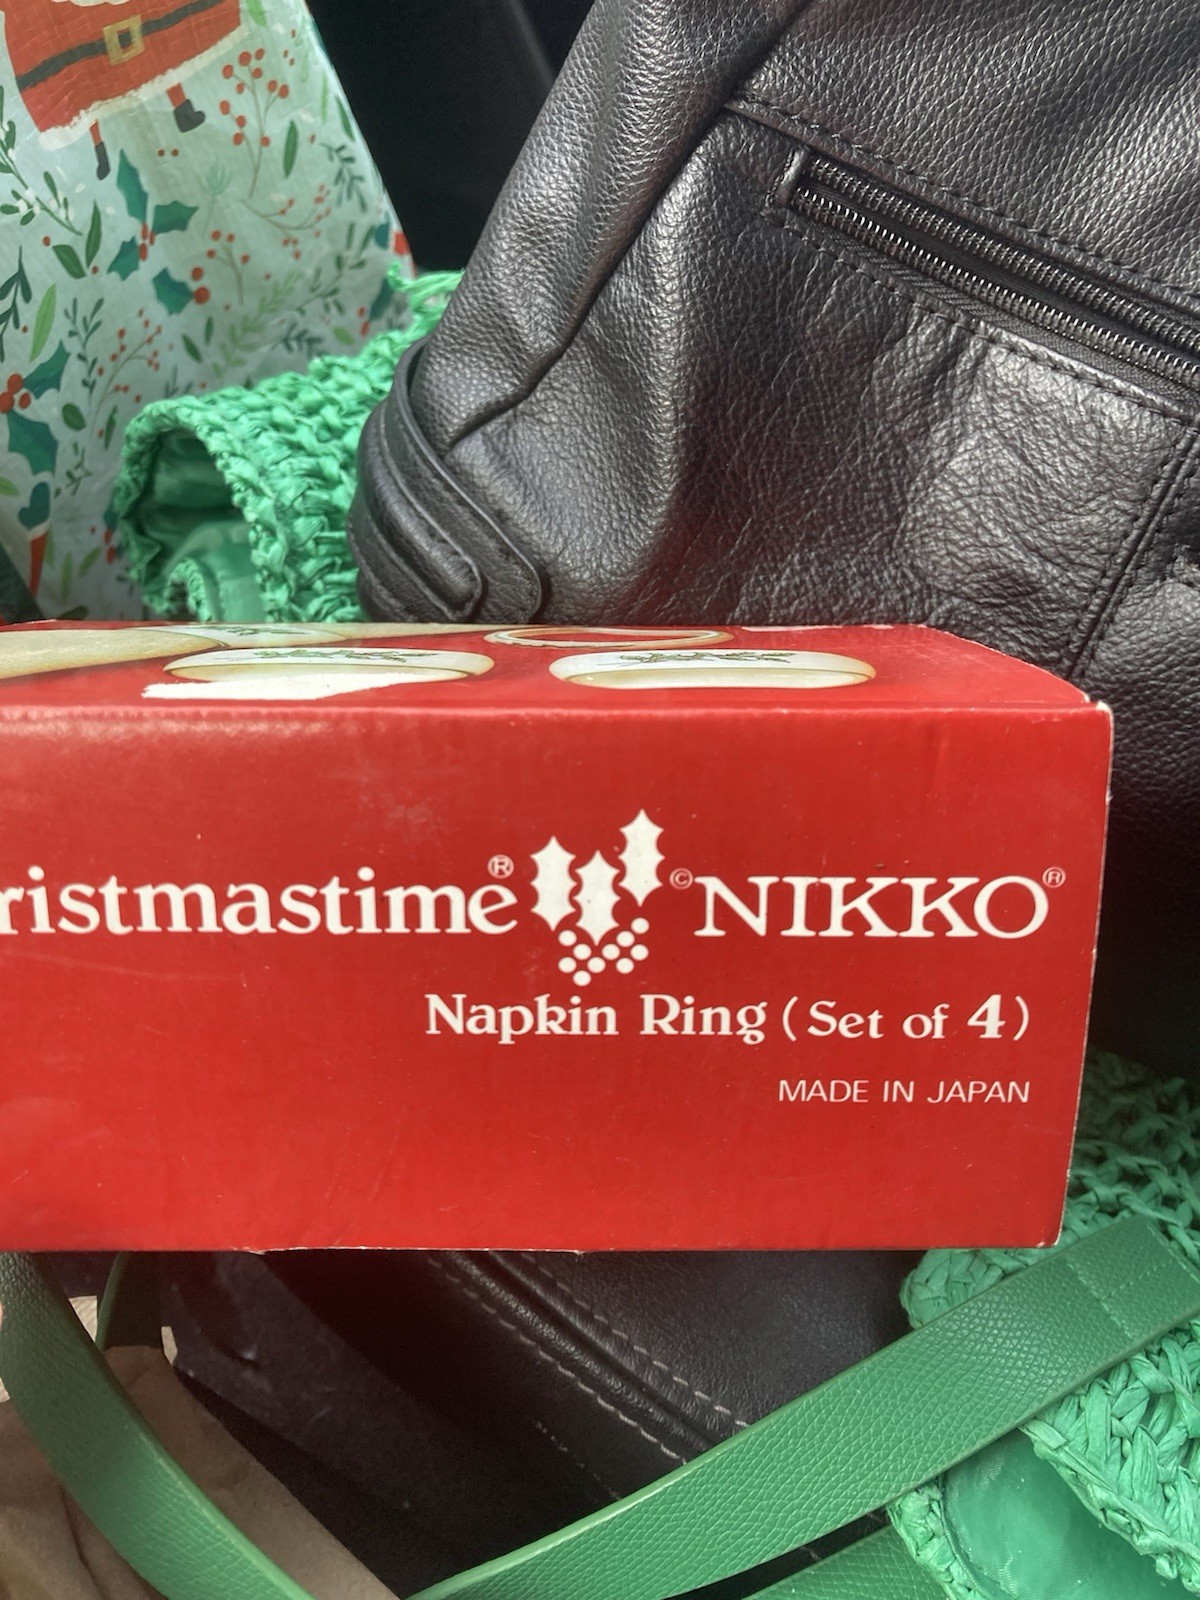 ristmastime® ©NIKKO®
Napkin Ring (Set of 4)
MADE IN JAPAN